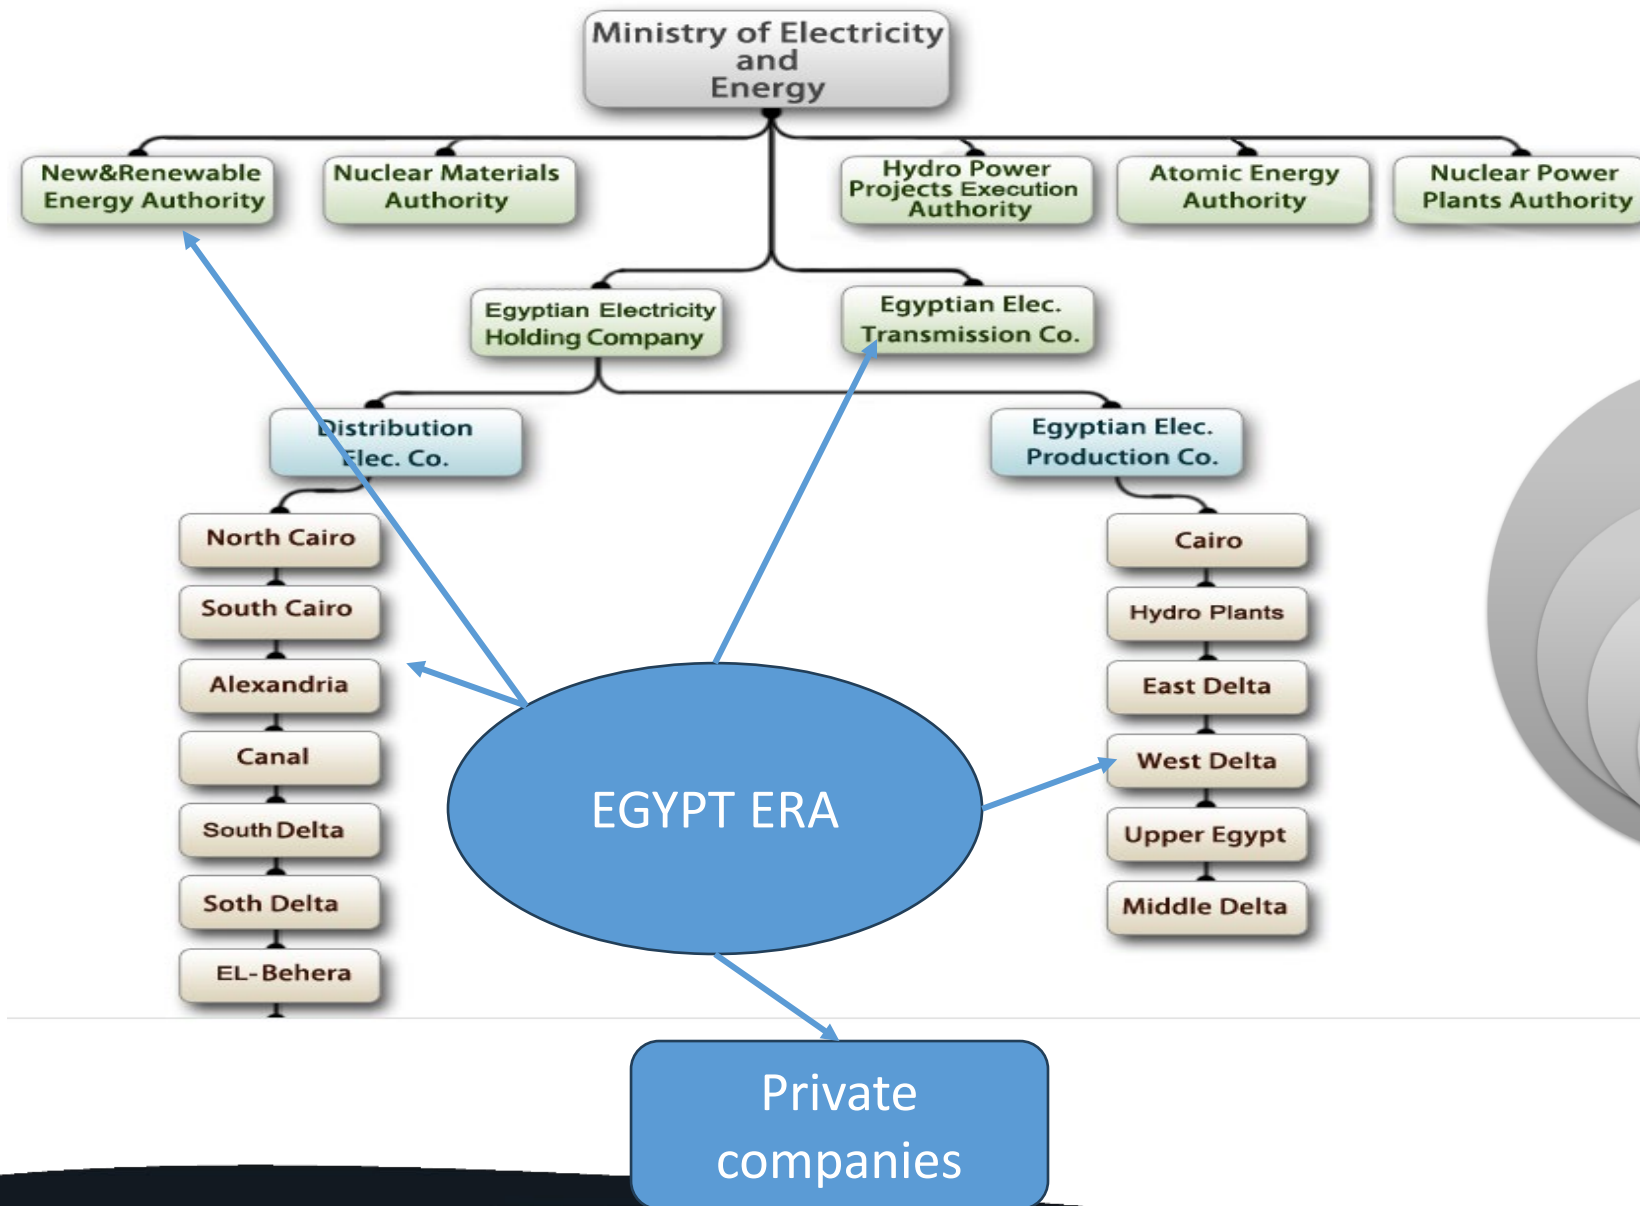 Ministry of Electricity
and
Energy
New&Renewable
Energy Authority
Nuclear Materials
Authority
Hydro Power
Projects Execution
Authority
Atomic Energy
Authority
Nuclear Power
Plants Authority
Egyptian Electricity
Holding Company
Egyptian Elec.
Transmission Co.
Distribution
Elec. Co.
Egyptian Elec.
Production Co.
North Cairo
South Cairo
Alexandria
Canal
South Delta
Soth Delta
EL-Behera
Cairo
Hydro Plants
East Delta
West Delta
Upper Egypt
Middle Delta
EGYPT ERA
Private
companies